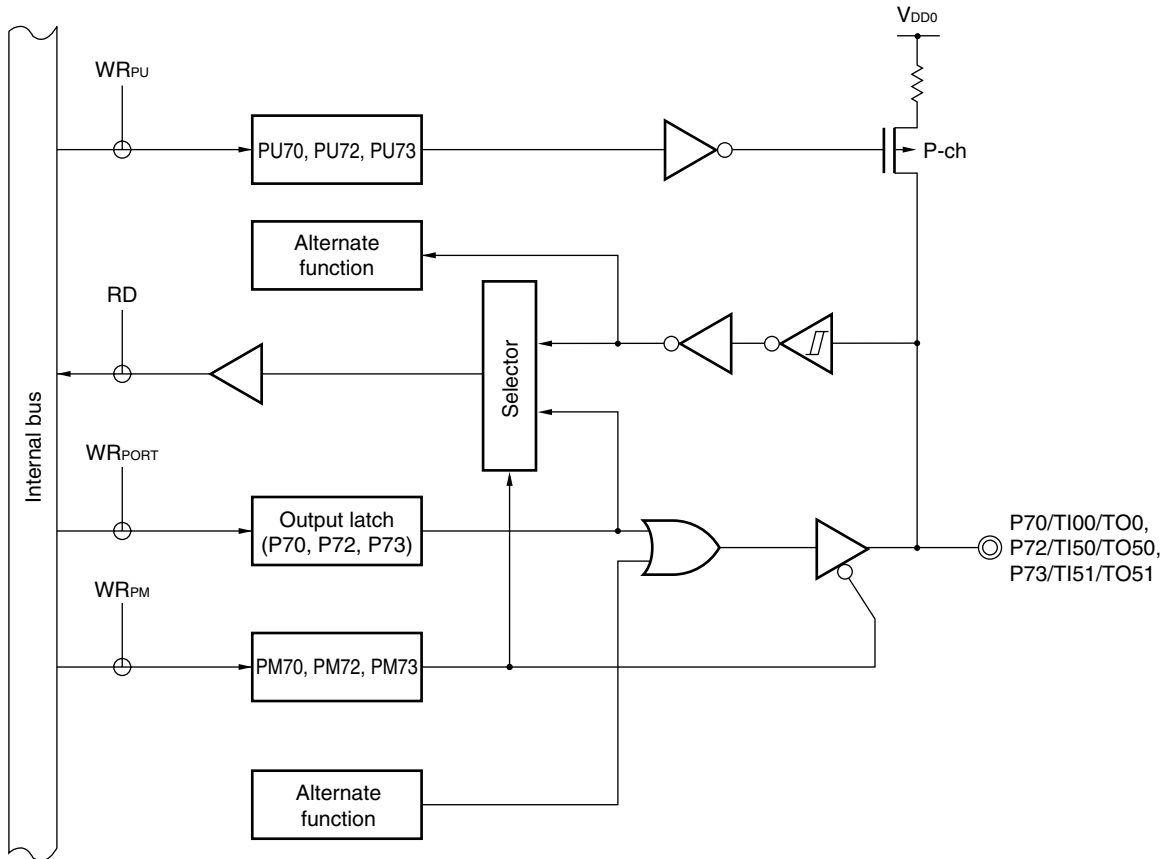 VDD0
WRPU
PU70, PU72, PU73
P-ch
Alternate
function
RD
Selector
Internal bus
WRPORT
Output latch
(P70, P72, P73)
P70/TI00/TO0,
P72/TI50/TO50,
P73/TI51/TO51
WRPM
PM70, PM72, PM73
Alternate
function